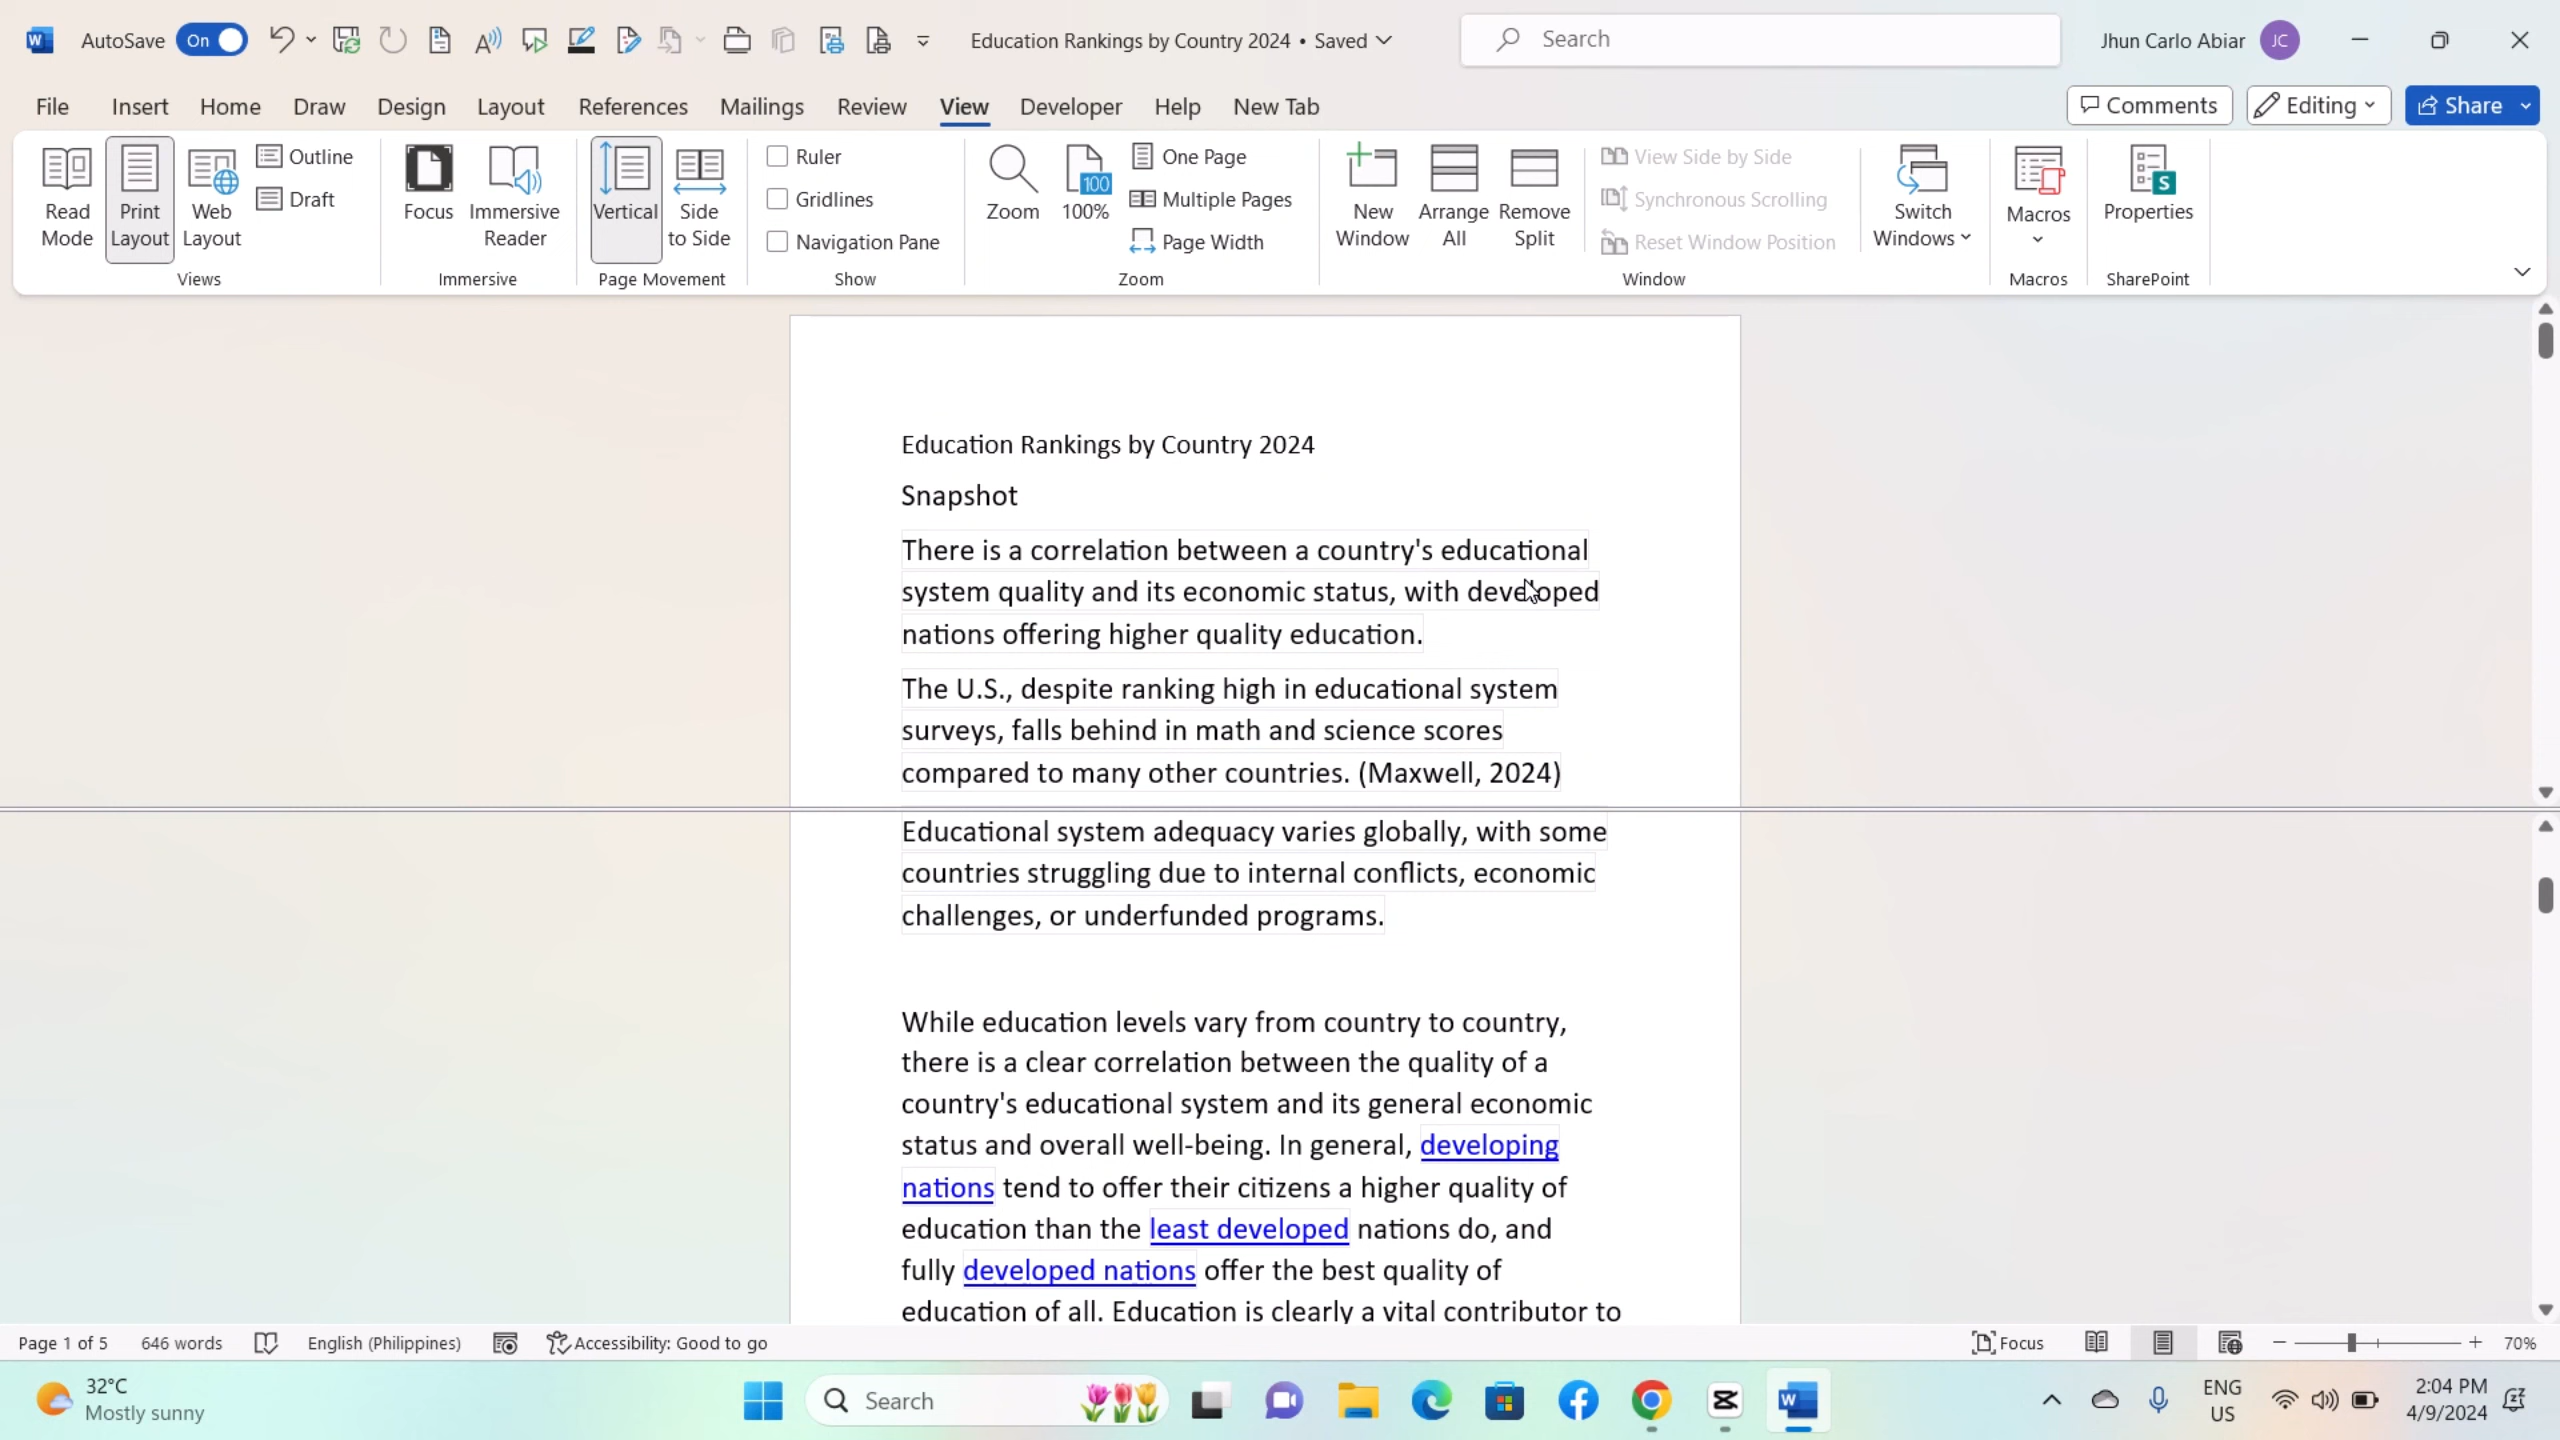 AutoSave On Education Rankings by Country 2024 • Saved Search Jhun Carlo Abiar JC
File Insert Home Draw Design Layout References Mailings Review View Developer Help New Tab Comments Editing Share
Read Mode
Print Layout
Web Layout
Outline
Draft
Views
Focus
Immersive Reader
Immersive
Vertical
Side to Side
Page Movement
Ruler
Gridlines
Navigation Pane
Show
Zoom
100
100%
One Page
Multiple Pages
Page Width
Zoom
New Window
Arrange All
Remove Split
View Side by Side
Synchronous Scrolling
Reset Window Position
Window
Switch Windows
Macros
Macros
S
Properties
SharePoint
Education Rankings by Country 2024
Snapshot
There is a correlation between a country's educational
system quality and its economic status, with developed
nations offering higher quality education.
The U.S., despite ranking high in educational system
surveys, falls behind in math and science scores
compared to many other countries. (Maxwell, 2024)
Educational system adequacy varies globally, with some
countries struggling due to internal conflicts, economic
challenges, or underfunded programs.
While education levels vary from country to country,
there is a clear correlation between the quality of a
country's educational system and its general economic
status and overall well-being. In general, developing
nations tend to offer their citizens a higher quality of
education than the least developed nations do, and
fully developed nations offer the best quality of
education of all. Education is clearly a vital contributor to
Page 1 of 5 646 words English (Philippines) Accessibility: Good to go Focus 70%
32°C
Mostly sunny
Search
ENG
US
2:04 PM
4/9/2024